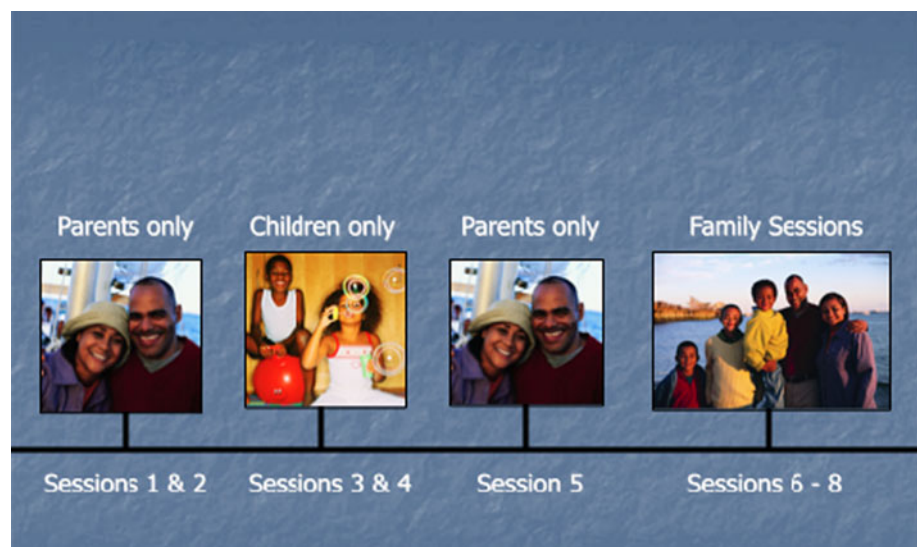 Parents only
Children only
Parents only
Family Sessions
Sessions 1 & 2
Sessions 3 & 4
Session 5
Sessions 6 - 8